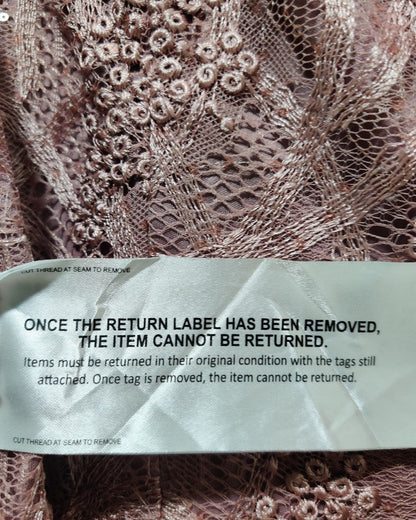 CUT THREAD AT SEAM TO REMOVE
ONCE THE RETURN LABEL HAS BEEN REMOVED,
THE ITEM CANNOT BE RETURNED.
Items must be returned in their original condition with the tags still
attached. Once tag is removed, the item cannot be returned.
CUT THREAD AT SEAM TO REMOVE